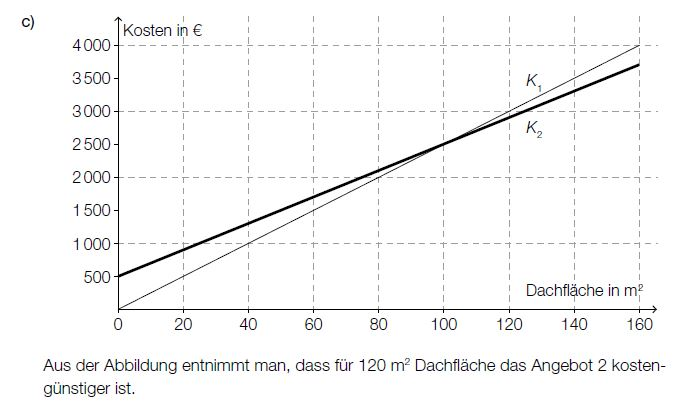 c)
Kosten in €
4 000
3 500
3 000
2 500
2 000
1 500
1 000
500
K1
K2
Dachfläche in m²
0 20 40 60 80 100 120 140 160
Aus der Abbildung entnimmt man, dass für 120 m² Dachfläche das Angebot 2 kosten-
günstiger ist.